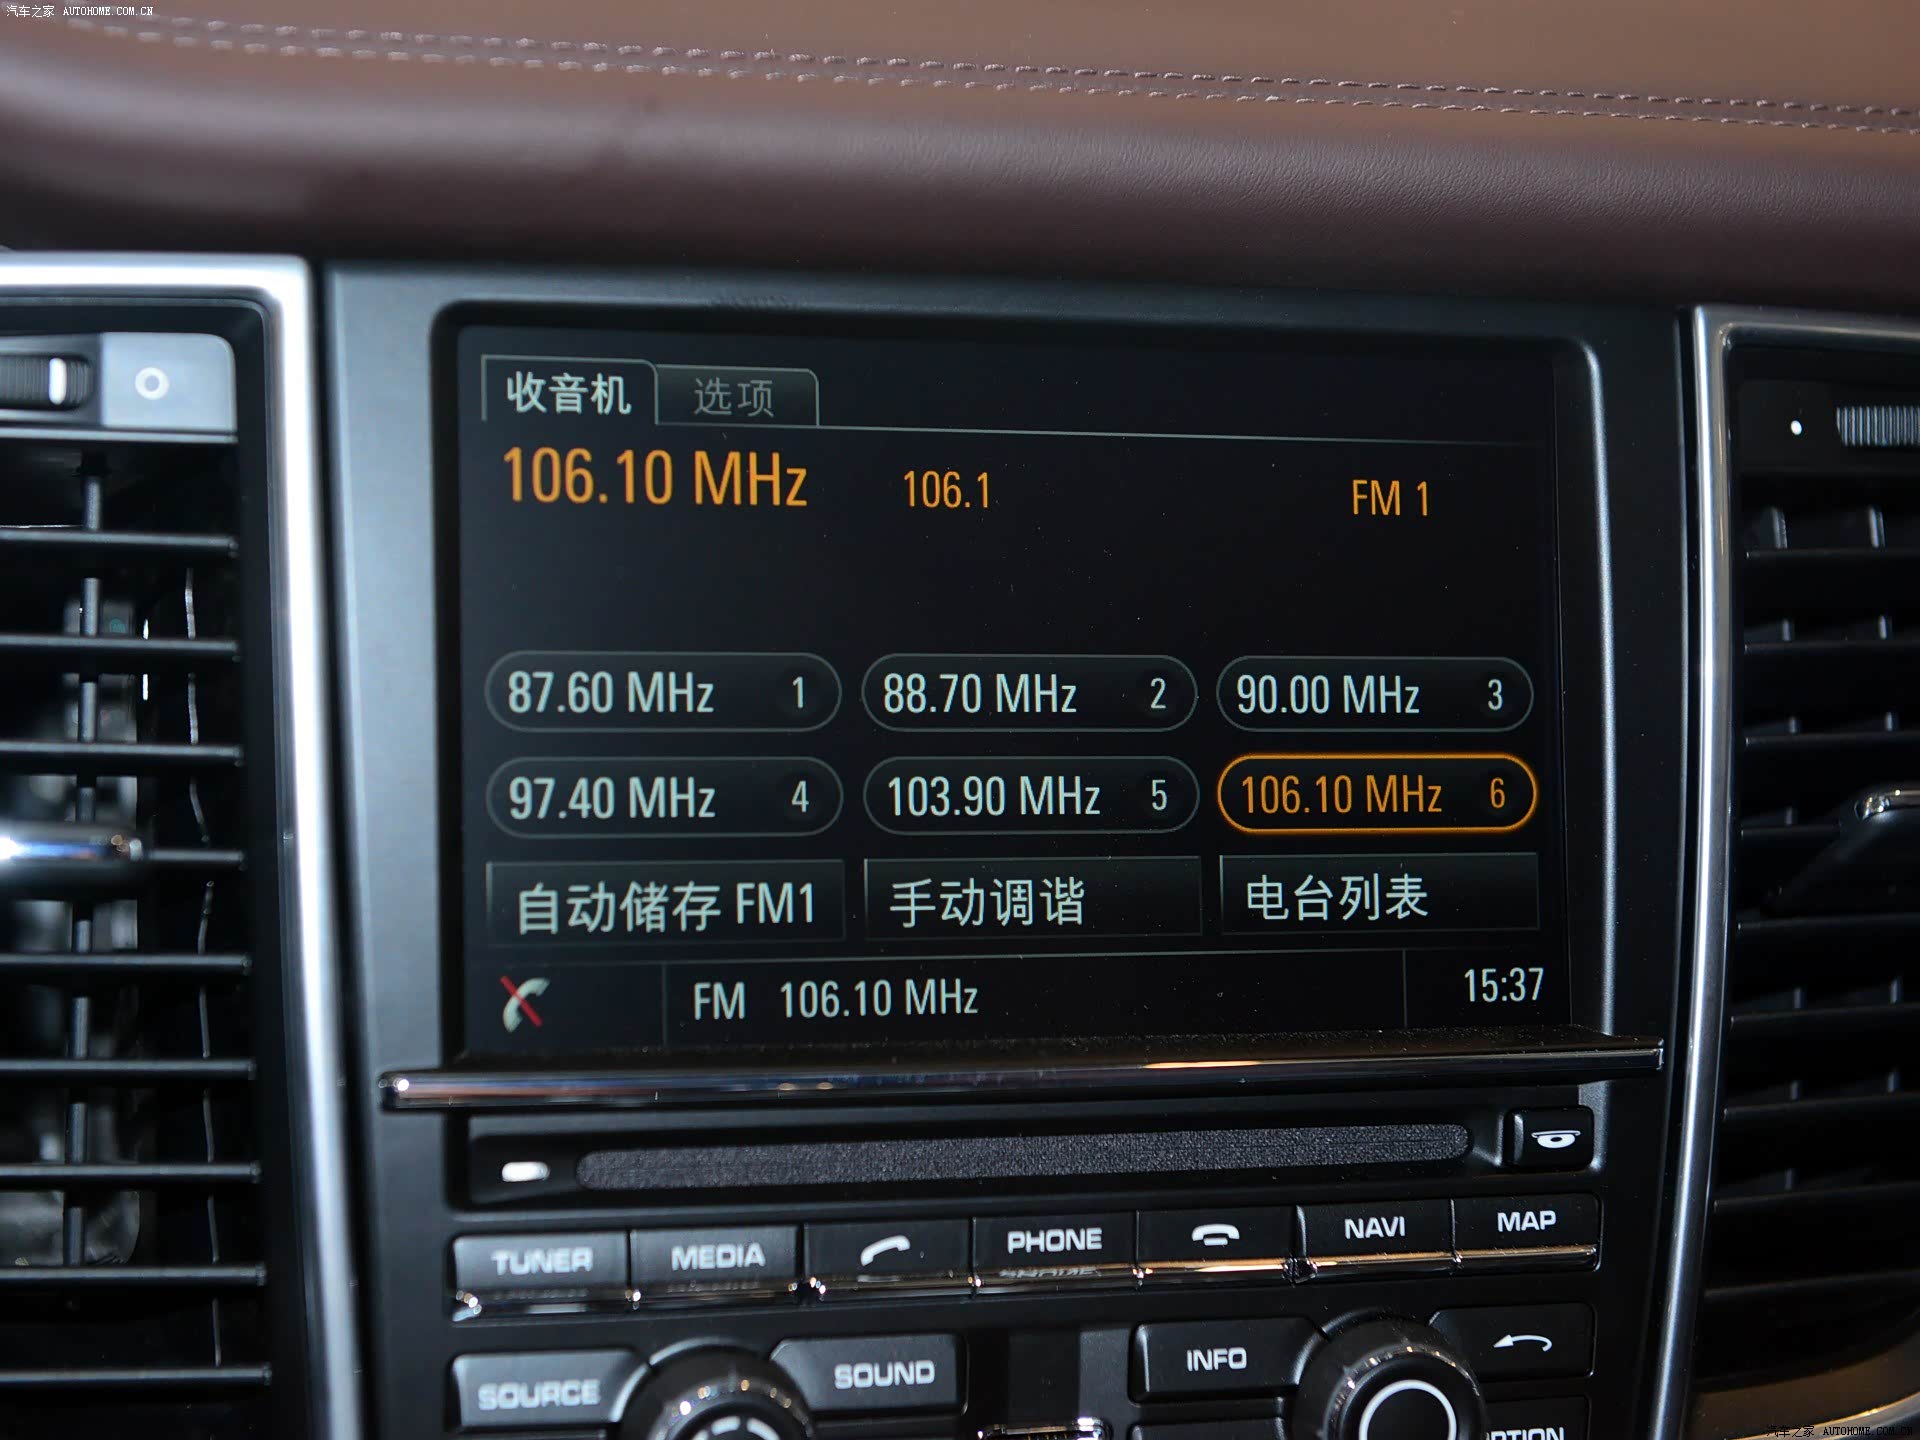 汽车之家 AUTOHOME.COM.CN
收音机 选项
106.10 MHz 106.1 FM 1
87.60 MHz 1 88.70 MHz 2 90.00 MHz 3
97.40 MHz 4 103.90 MHz 5 106.10 MHz 6
自动储存 FM1 手动调谐 电台列表
FM 106.10 MHz 15:37
TUNER MEDIA PHONE NAVI MAP
SOURCE SOUND INFO
汽车之家 AUTOHOME.COM.CN